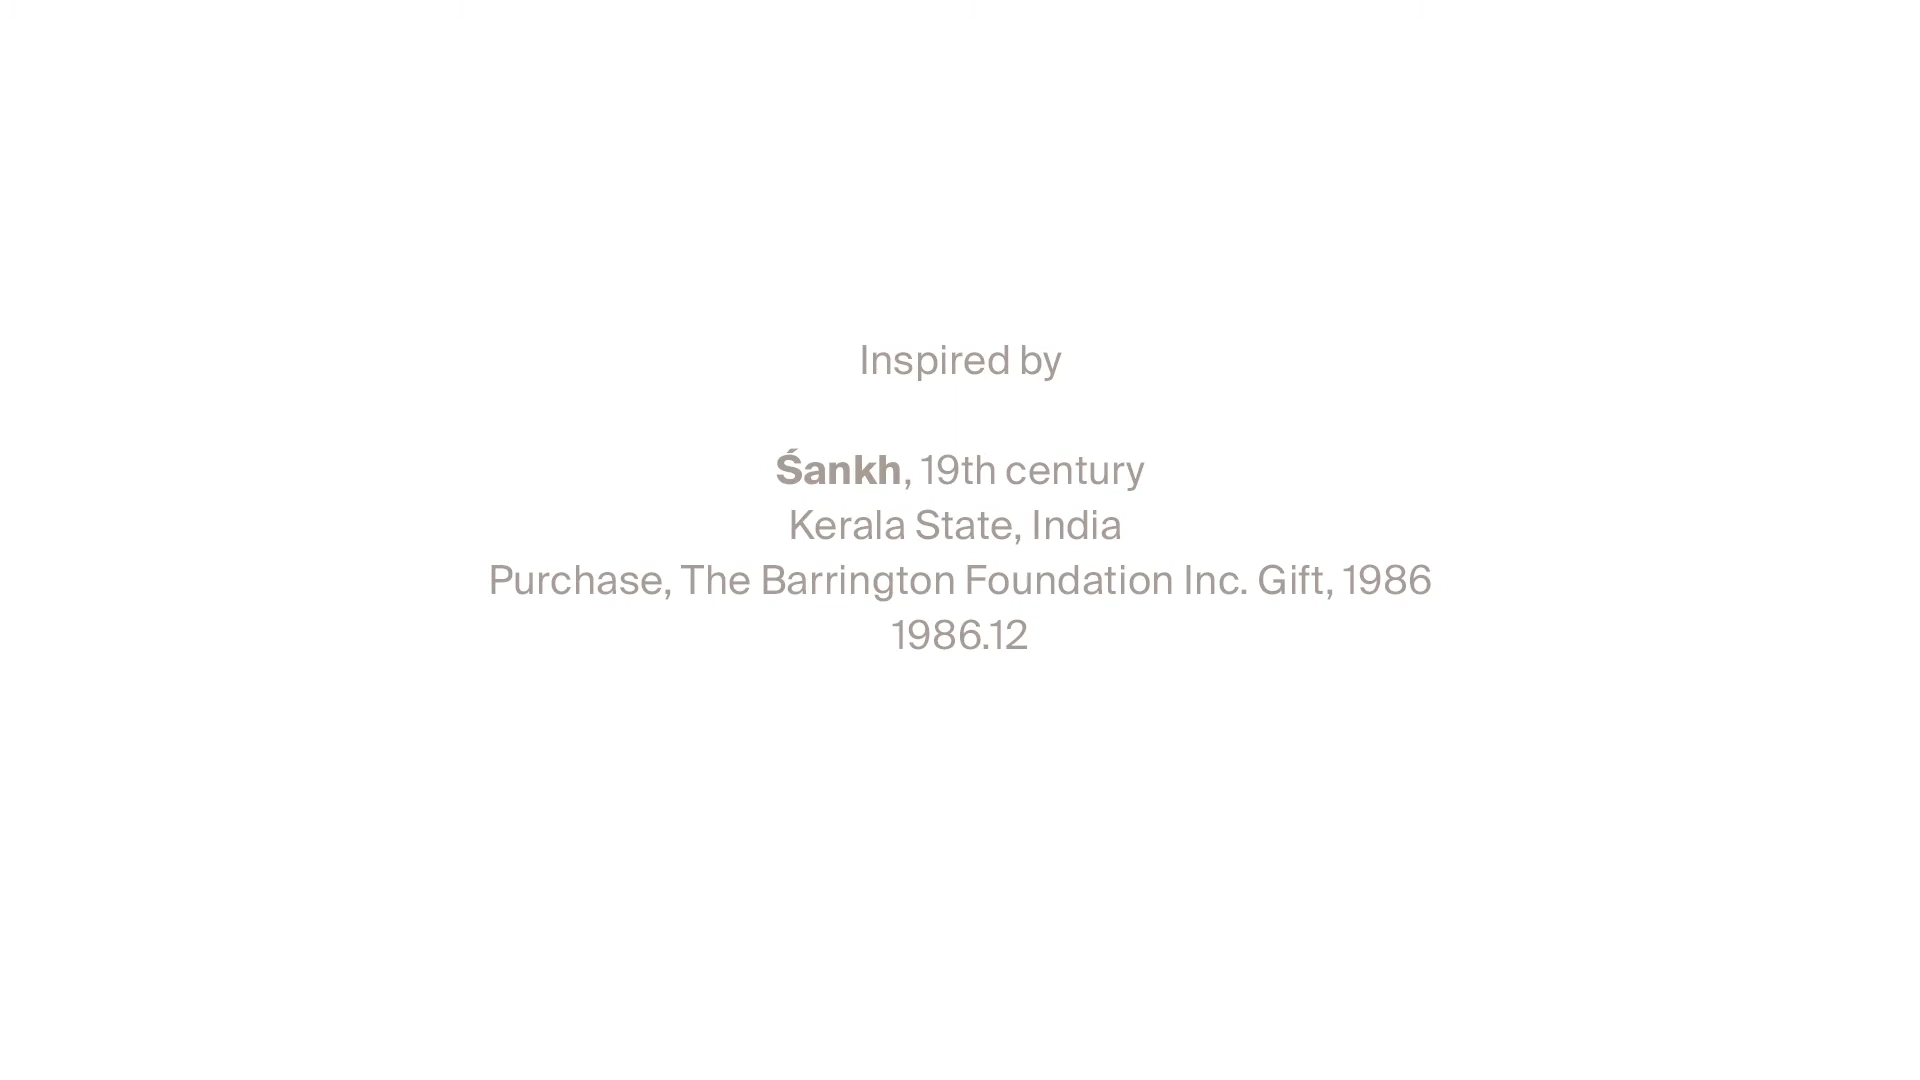 Inspired by
Śankh, 19th century
Kerala State, India
Purchase, The Barrington Foundation Inc. Gift, 1986
1986.12